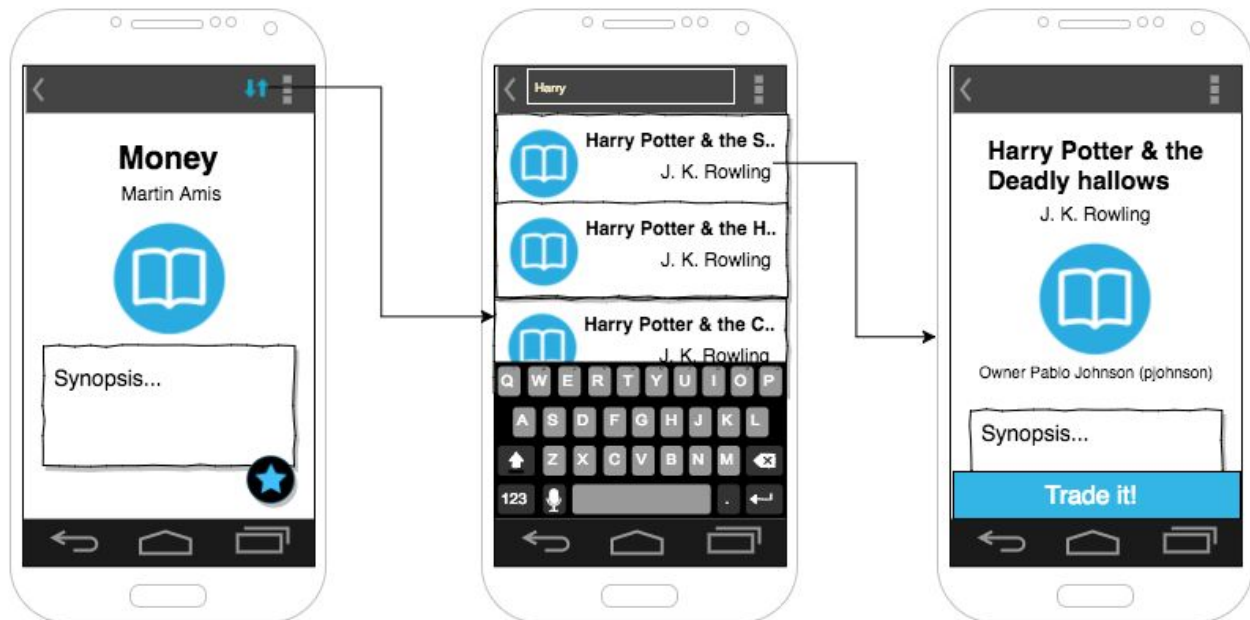 Money
Martin Amis
Synopsis...
Harry
Harry Potter & the S..
J. K. Rowling
Harry Potter & the H..
J. K. Rowling
Harry Potter & the C..
J. K. Rowling
Q W E R T Y U I O P
A S D F G H J K L
Z X C V B N M
123 .
Harry Potter & the
Deadly hallows
J. K. Rowling
Owner Pablo Johnson (pjohnson)
Synopsis...
Trade it!